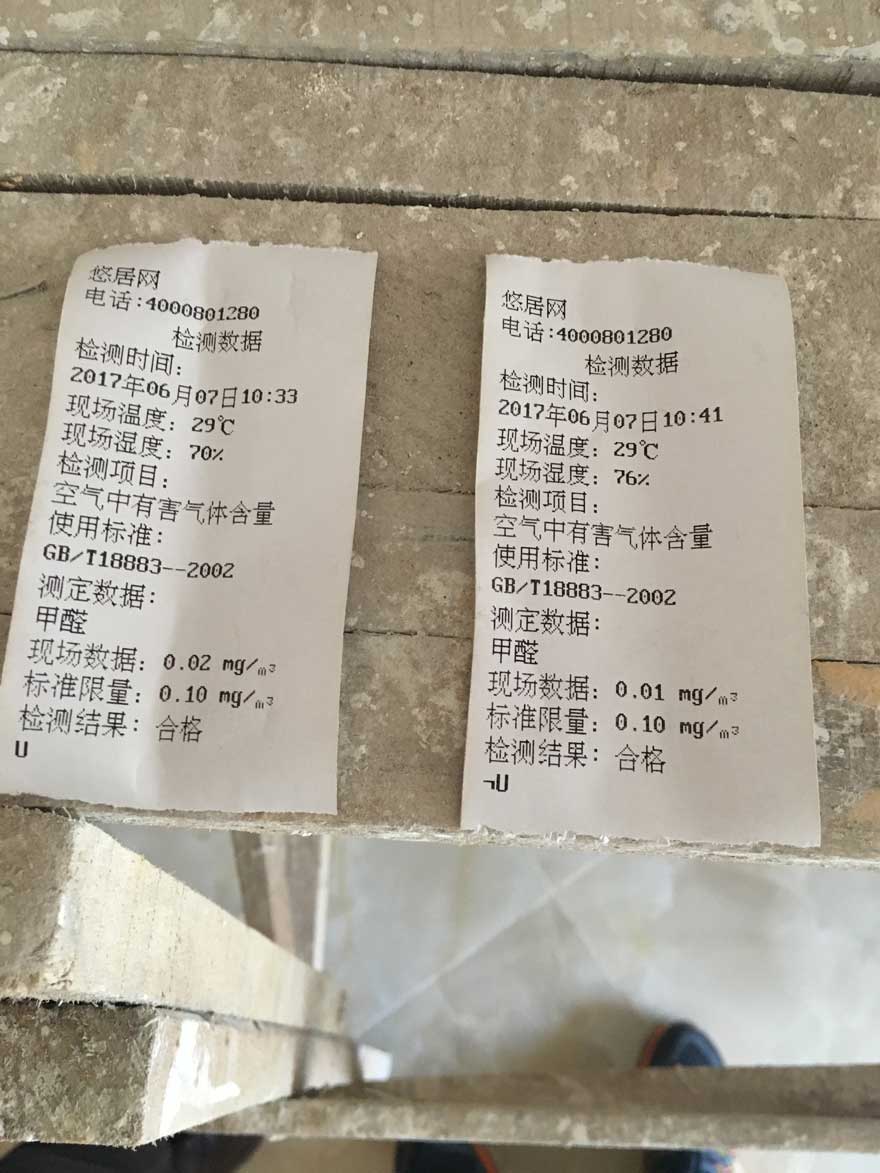 悠居网
电话:4000801280
检测数据
检测时间:
2017年06月07日10:33
现场温度: 29℃
现场湿度: 70%
检测项目:
空气中有害气体含量
使用标准:
GB/T18883--2002
测定数据:
甲醛
现场数据: 0.02 mg/m³
标准限量: 0.10 mg/m³
检测结果: 合格
U
悠居网
电话:4000801280
检测数据
检测时间:
2017年06月07日10:41
现场温度: 29℃
现场湿度: 76%
检测项目:
空气中有害气体含量
使用标准:
GB/T18883--2002
测定数据:
甲醛
现场数据: 0.01 mg/m³
标准限量: 0.10 mg/m³
检测结果: 合格
¬U